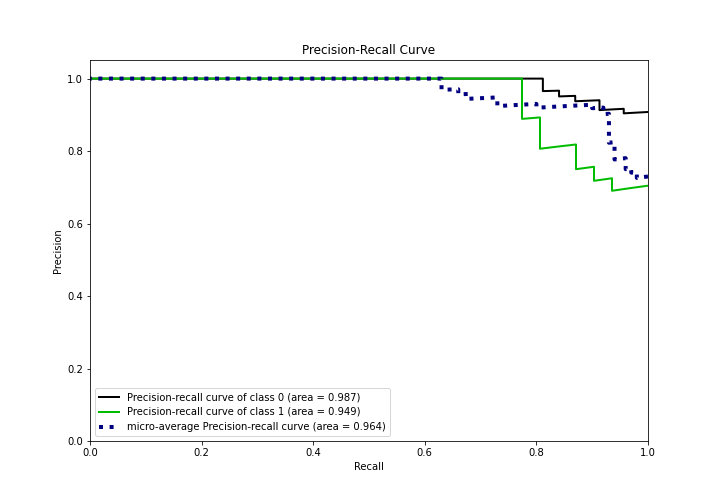 Precision-Recall Curve
1.0
0.8
0.6
0.4
0.2
0.0
Precision
Precision-recall curve of class 0 (area = 0.987)
Precision-recall curve of class 1 (area = 0.949)
micro-average Precision-recall curve (area = 0.964)
0.0 0.2 0.4 0.6 0.8 1.0
Recall